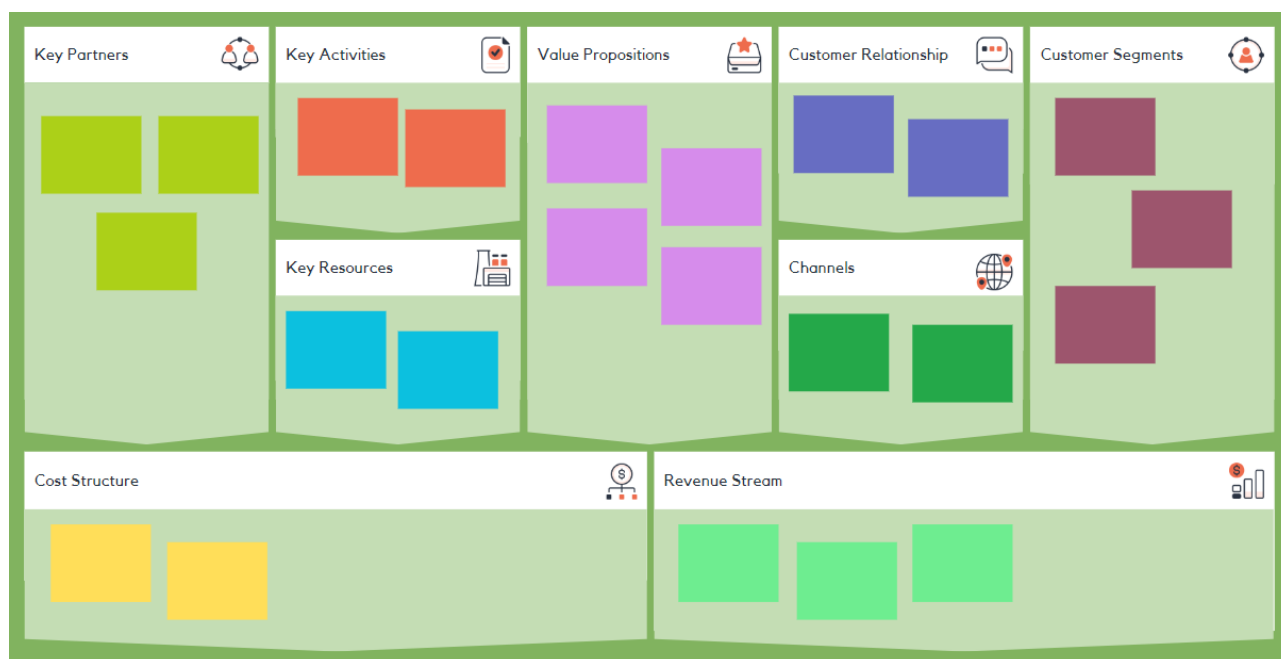 Key Partners
Key Activities
Value Propositions
Customer Relationship
Customer Segments
Key Resources
Channels
Cost Structure
$
Revenue Stream
$